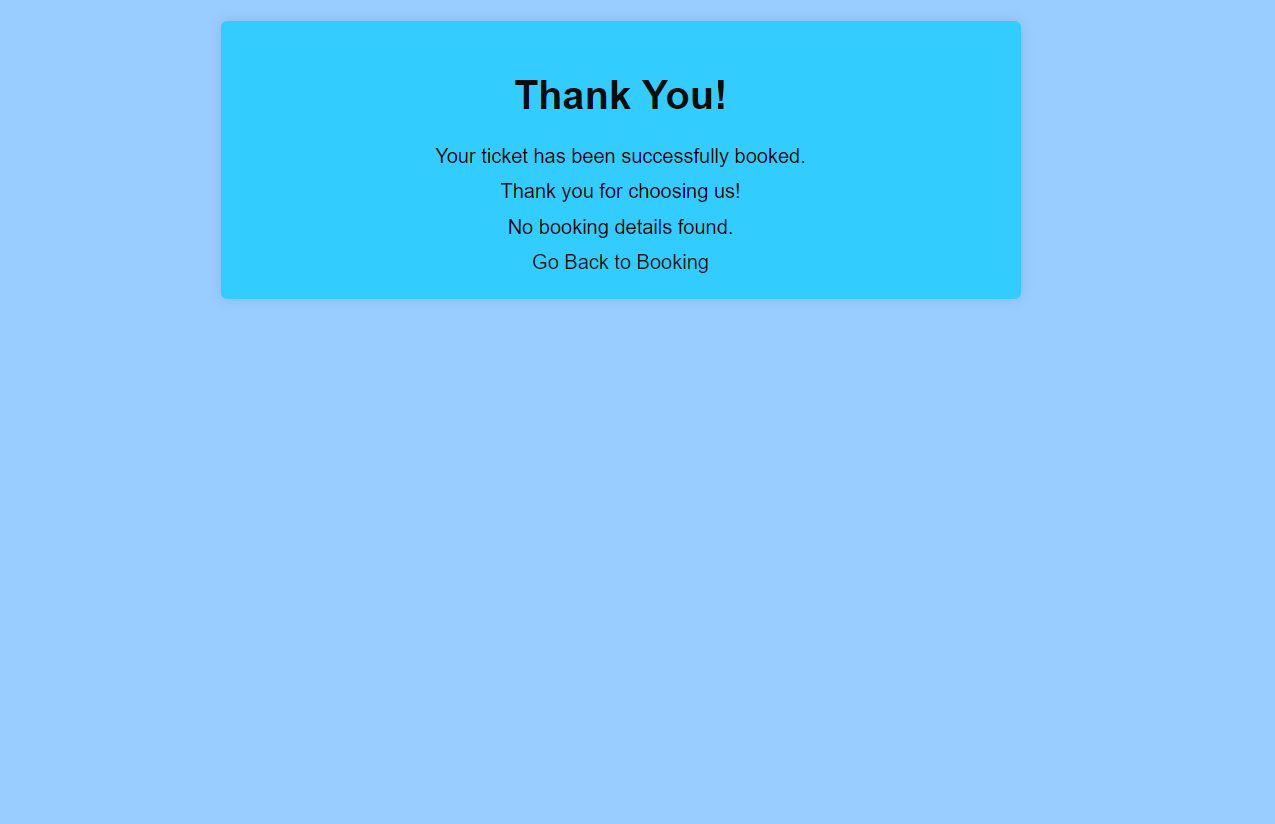 Thank You!
Your ticket has been successfully booked.
Thank you for choosing us!
No booking details found.
Go Back to Booking